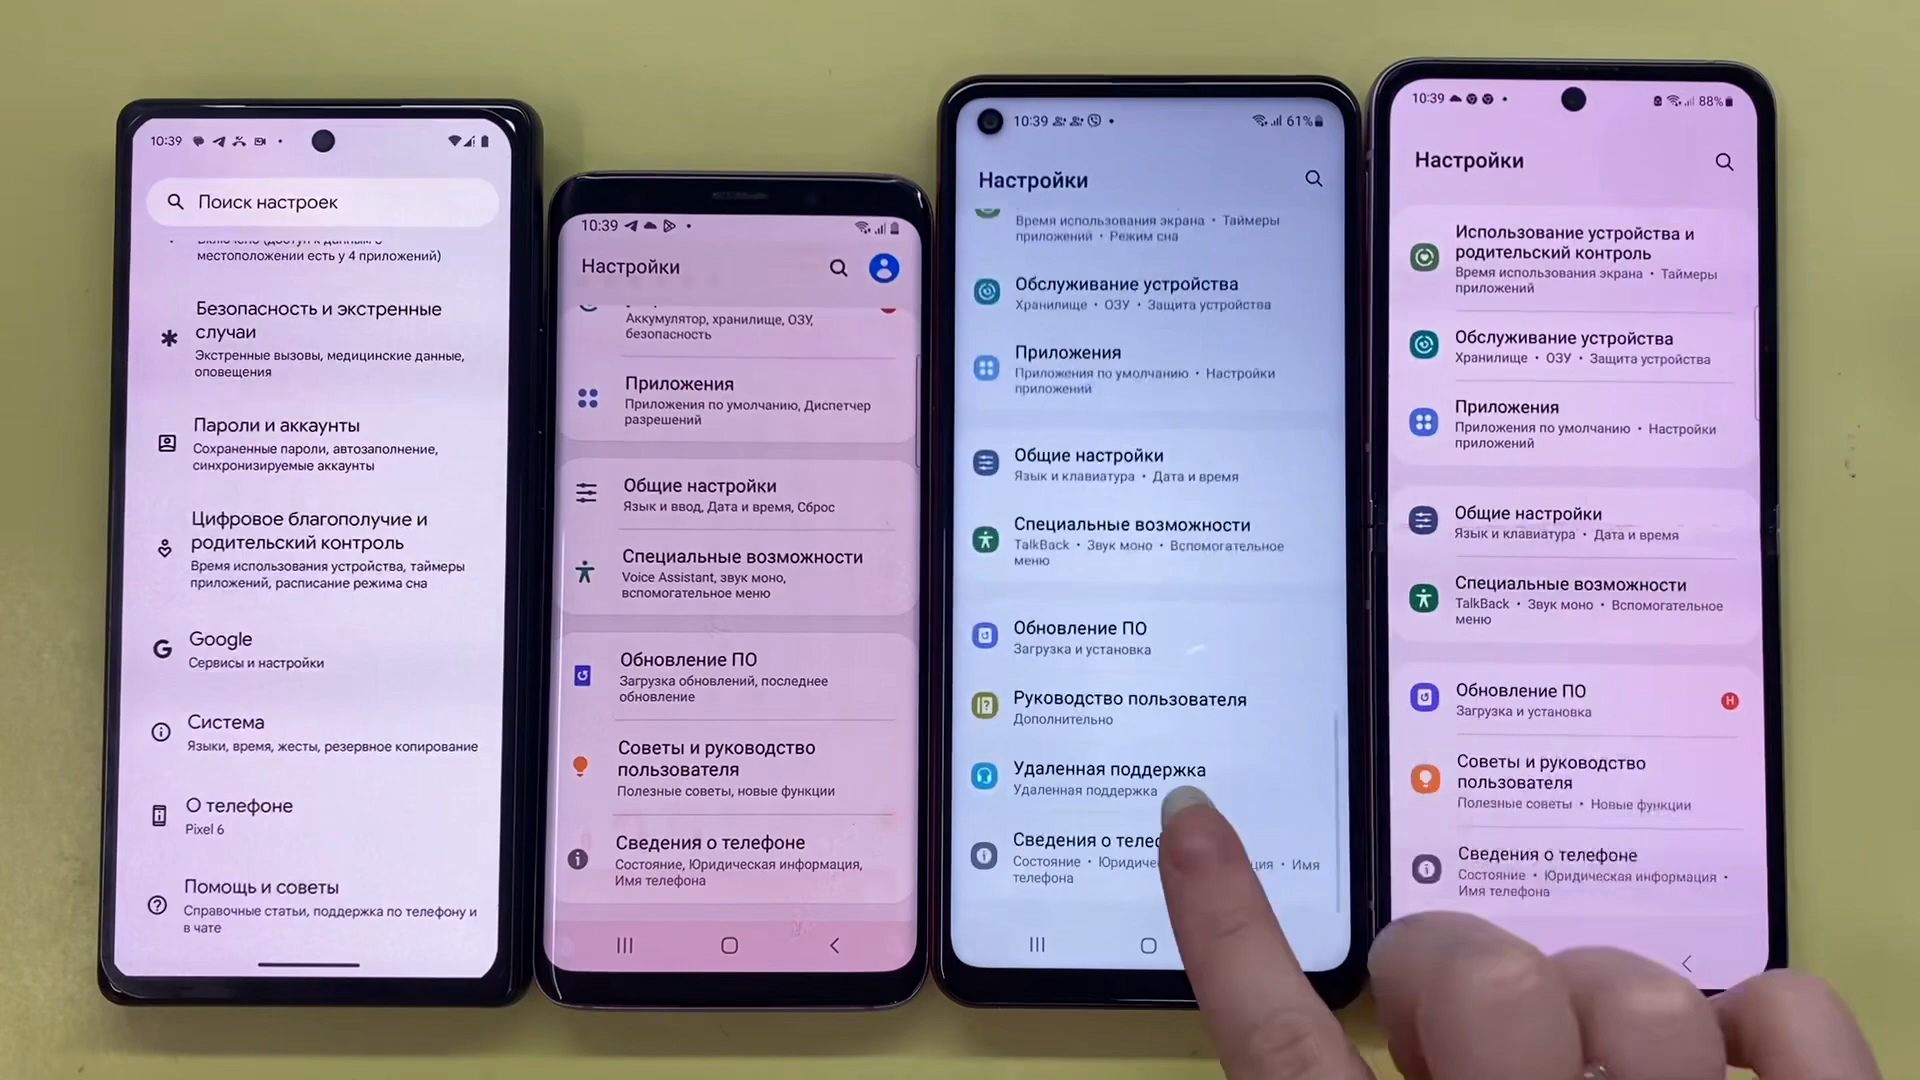 10:39
Поиск настроек
местоположении есть у 4 приложений)
Безопасность и экстренные
случаи
Экстренные вызовы, медицинские данные,
оповещения
Пароли и аккаунты
Сохраненные пароли, автозаполнение,
синхронизируемые аккаунты
Цифровое благополучие и
родительский контроль
Время использования устройства, таймеры
приложений, расписание режима сна
Google
Сервисы и настройки
Система
Языки, время, жесты, резервное копирование
О телефоне
Pixel 6
Помощь и советы
Справочные статьи, поддержка по телефону и
в чате
10:39
Настройки
Аккумулятор, хранилище, ОЗУ,
безопасность
Приложения
Приложения по умолчанию, Диспетчер
разрешений
Общие настройки
Язык и ввод, Дата и время, Сброс
Специальные возможности
Voice Assistant, звук моно,
вспомогательное меню
Обновление ПО
Загрузка обновлений, последнее
обновление
Советы и руководство
пользователя
Полезные советы, новые функции
Сведения о телефоне
Состояние, Юридическая информация,
Имя телефона
10:39 61%
Настройки
Время использования экрана • Таймеры
приложений • Режим сна
Обслуживание устройства
Хранилище • ОЗУ • Защита устройства
Приложения
Приложения по умолчанию • Настройки
приложений
Общие настройки
Язык и клавиатура • Дата и время
Специальные возможности
TalkBack • Звук моно • Вспомогательное
меню
Обновление ПО
Загрузка и установка
Руководство пользователя
Дополнительно
Удаленная поддержка
Удаленная поддержка
Сведения о
Состояние • • Имя
телефона
10:39 88%
Настройки
Использование устройства и
родительский контроль
Время использования экрана • Таймеры
приложений
Обслуживание устройства
Хранилище • ОЗУ • Защита устройства
Приложения
Приложения по умолчанию • Настройки
приложений
Общие настройки
Язык и клавиатура • Дата и время
Специальные возможности
TalkBack • Звук моно • Вспомогательное
меню
Обновление ПО
Н
Загрузка и установка
Советы и руководство
пользователя
Полезные советы • Новые функции
Сведения о телефоне
Состояние • Юридическая информация •
Имя телефона